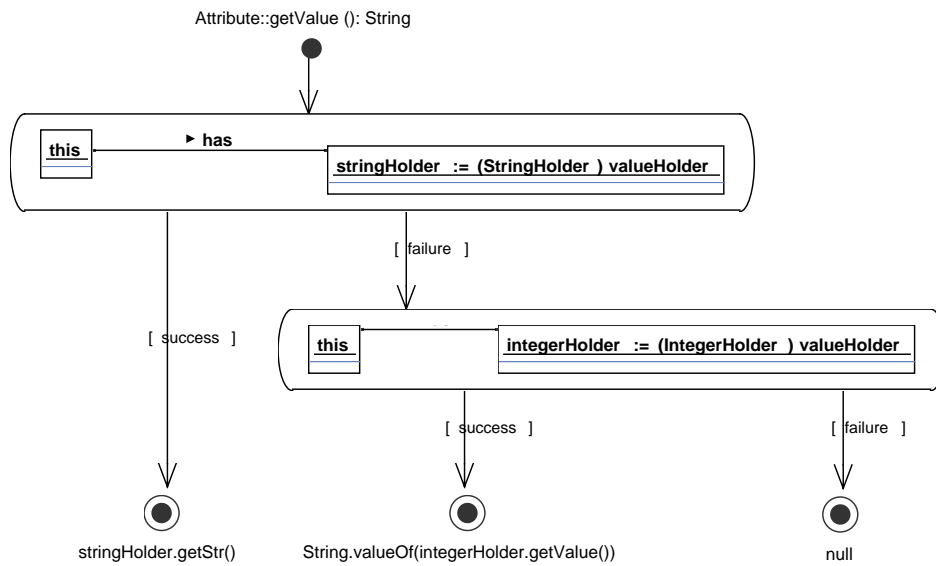 Attribute::getValue (): String
► has
this
stringHolder := (StringHolder ) valueHolder
[ failure ]
[ success ]
this
integerHolder := (IntegerHolder ) valueHolder
[ success ]
[ failure ]
stringHolder.getStr()
String.valueOf(integerHolder.getValue())
null